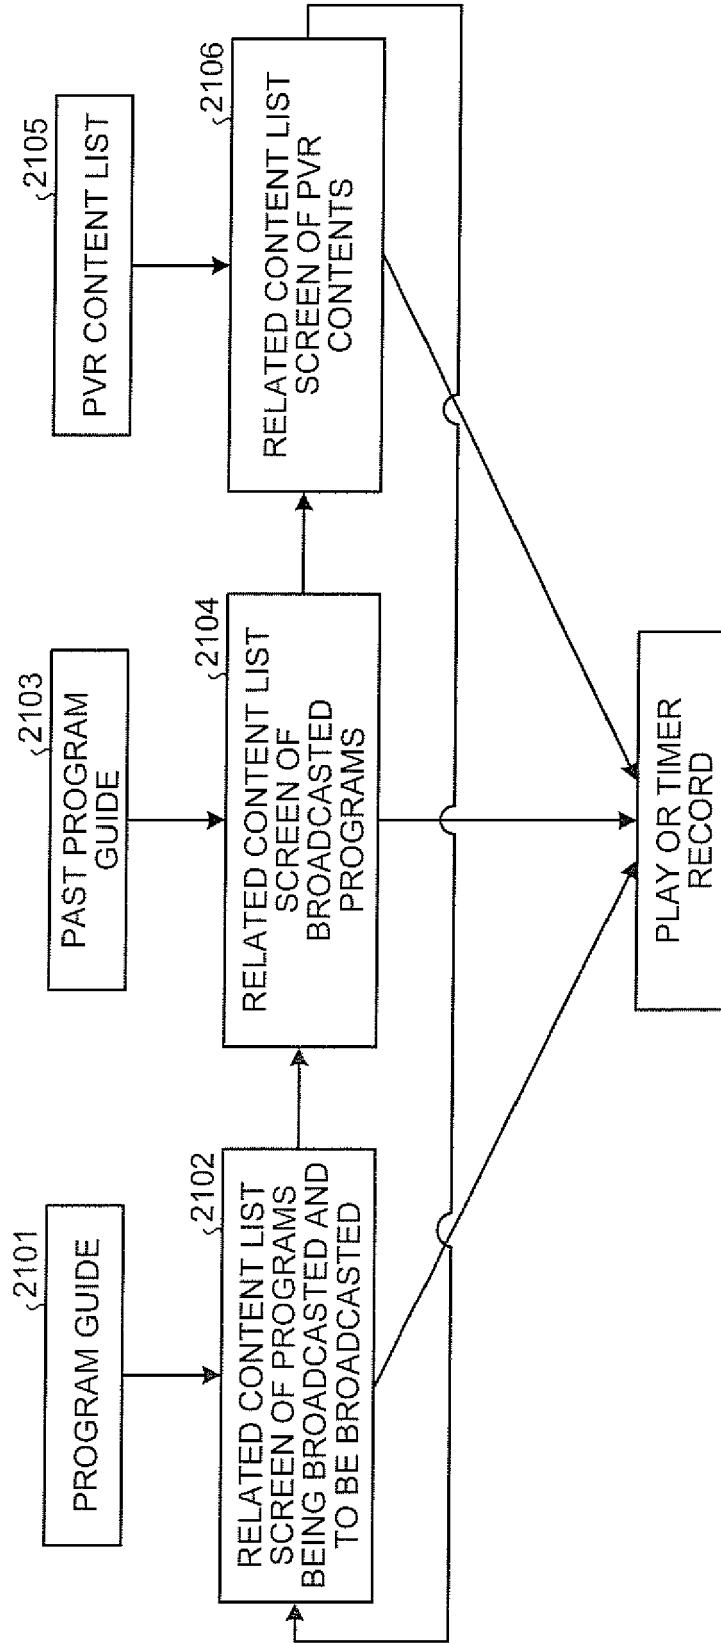 2101
PROGRAM GUIDE
2102
RELATED CONTENT LIST
SCREEN OF PROGRAMS
BEING BROADCASTED AND
TO BE BROADCASTED
2103
PAST PROGRAM
GUIDE
2104
RELATED CONTENT LIST
SCREEN OF
BROADCASTED
PROGRAMS
2105
PVR CONTENT LIST
2106
RELATED CONTENT LIST
SCREEN OF PVR
CONTENTS
PLAY OR TIMER
RECORD